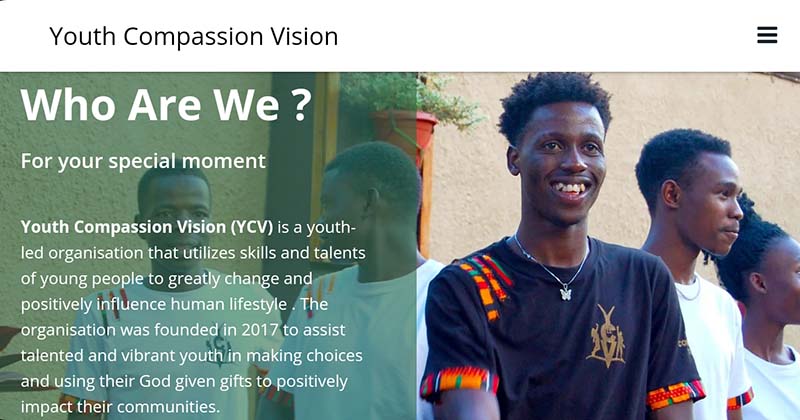 Youth Compassion Vision
Who Are We ?
For your special moment
Youth Compassion Vision (YCV) is a youth-
led organisation that utilizes skills and talents
of young people to greatly change and
positively influence human lifestyle . The
organisation was founded in 2017 to assist
talented and vibrant youth in making choices
and using their God given gifts to positively
impact their communities.